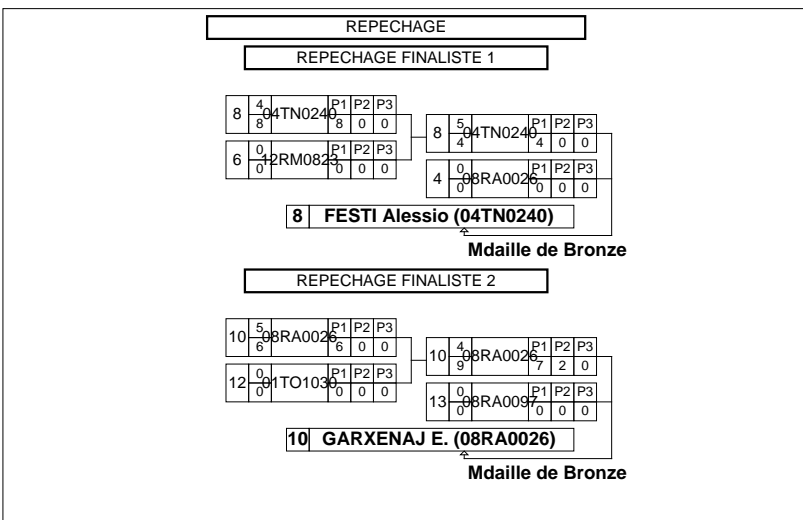 REPECHAGE
REPECHAGE FINALISTE 1
8 4 8 04TN0240 P1 P2 P3 8 0 0
6 0 0 12RM0823 P1 P2 P3 0 0 0
8 5 4 04TN0240 P1 P2 P3 4 0 0
4 0 0 08RA0026 P1 P2 P3 0 0 0
8 FESTI Alessio (04TN0240)
Mdaille de Bronze
REPECHAGE FINALISTE 2
10 5 6 08RA0026 P1 P2 P3 6 0 0
12 0 0 01TO1030 P1 P2 P3 0 0 0
10 4 9 08RA0026 P1 P2 P3 7 2 0
13 0 0 08RA0097 P1 P2 P3 0 0 0
10 GARXENAJ E. (08RA0026)
Mdaille de Bronze